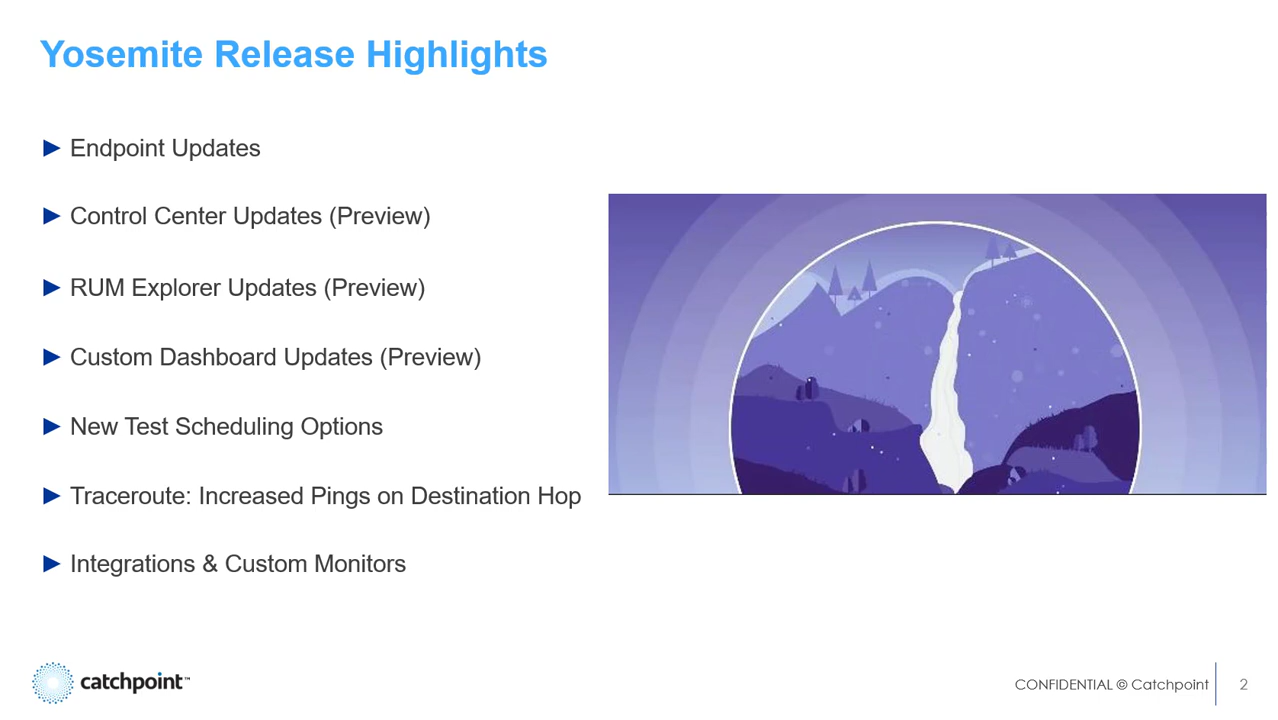 Yosemite Release Highlights
► Endpoint Updates
► Control Center Updates (Preview)
► RUM Explorer Updates (Preview)
► Custom Dashboard Updates (Preview)
► New Test Scheduling Options
► Traceroute: Increased Pings on Destination Hop
► Integrations & Custom Monitors
catchpoint™
CONFIDENTIAL © Catchpoint
2